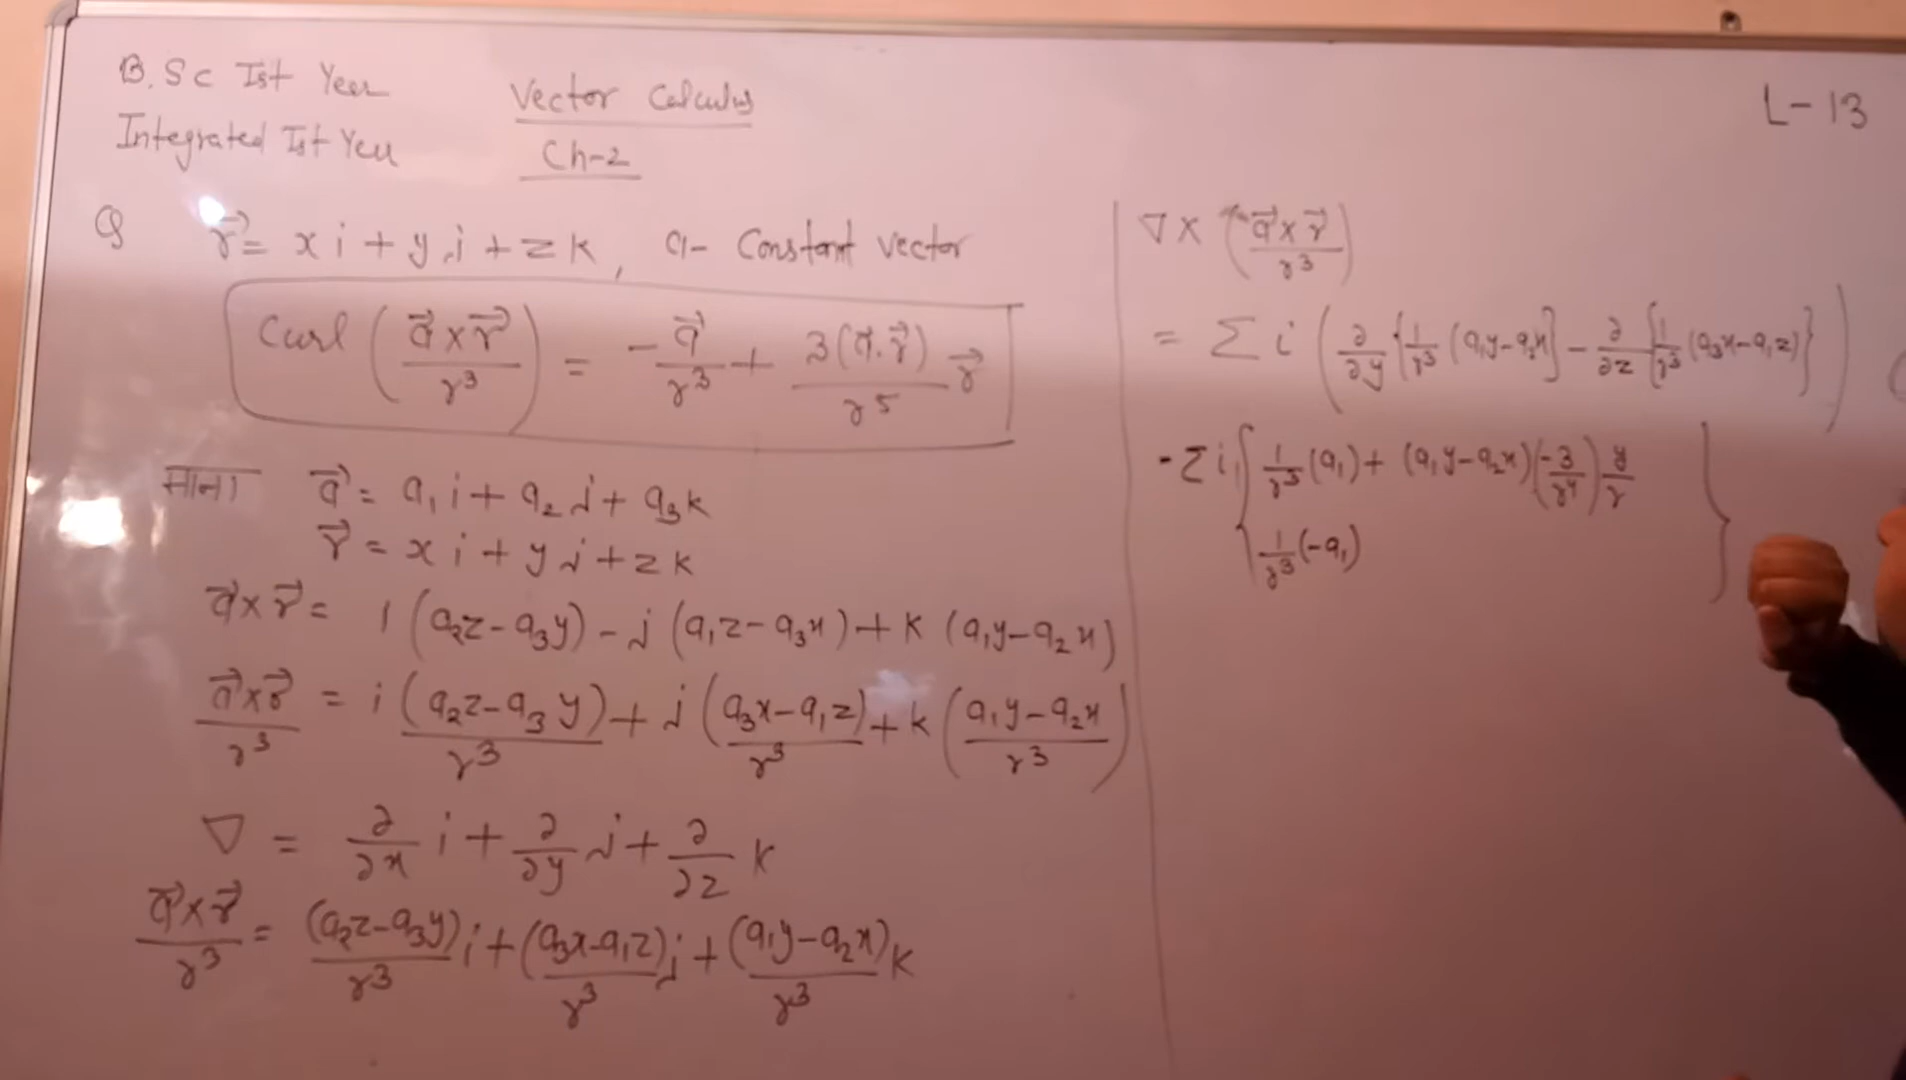 B.Sc Ist Year
Integrated Ist Year
Vector Calculus
Ch-2
L-13
Q r⃗ = x i + y j + z k, a- Constant vector
Curl (a⃗×r⃗ / r³) = -a⃗/r³ + 3(a⃗.r⃗)/r⁵ r⃗
माना a⃗ = a₁i + a₂j + a₃k
r⃗ = x i + y j + z k
a⃗×r⃗ = i (a₂z-a₃y) - j (a₁z-a₃x) + k (a₁y-a₂x)
a⃗×r⃗ / r³ = i (a₂z-a₃y / r³) + j (a₃x-a₁z / r³) + k (a₁y-a₂x / r³)
∇ = ∂/∂x i + ∂/∂y j + ∂/∂z k
a⃗×r⃗ / r³ = (a₂z-a₃y)/r³ i + (a₃x-a₁z)/r³ j + (a₁y-a₂x)/r³ k
∇ × (a⃗×r⃗ / r³)
= Σ i (∂/∂y {1/r³ (a₁y-a₂x} - ∂/∂z {1/r³ (a₃x-a₁z)})
= Σ i { 1/r³ (a₁) + (a₁y-a₂x) (-3/r⁴) y/r
1/r³ (-a₁) }